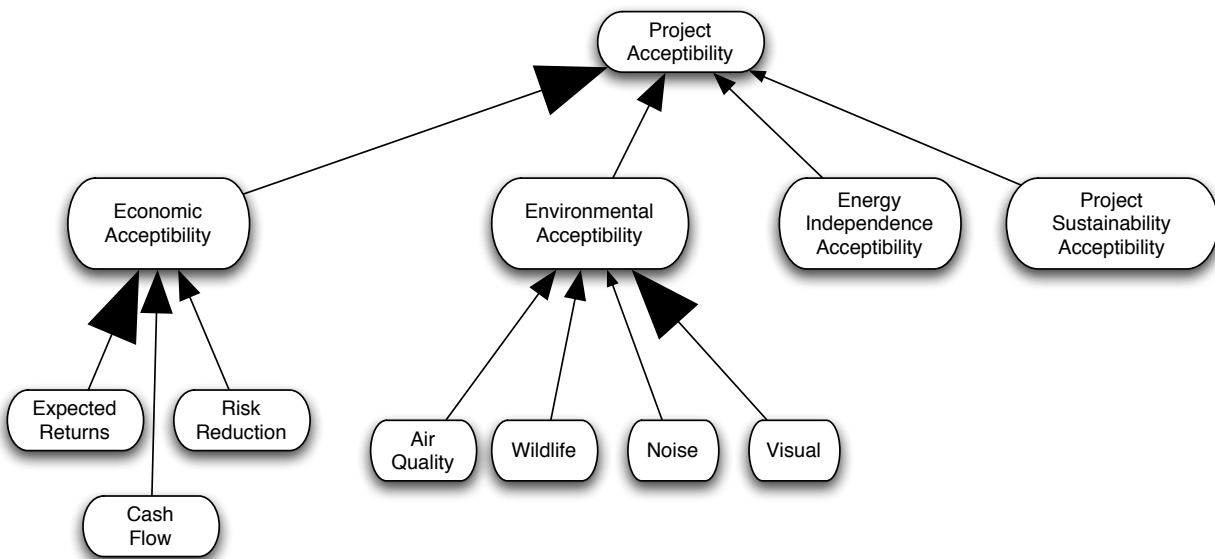 Project
Acceptibility
Economic
Acceptibility
Environmental
Acceptibility
Energy
Independence
Acceptibility
Project
Sustainability
Acceptibility
Expected
Returns
Risk
Reduction
Air
Quality
Wildlife
Noise
Visual
Cash
Flow